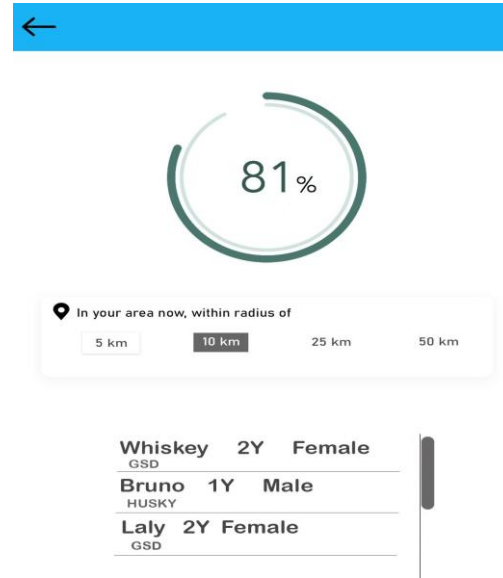 81%
In your area now, within radius of
5 km 10 km 25 km 50 km
Whiskey 2Y Female
GSD
Bruno 1Y Male
HUSKY
Laly 2Y Female
GSD